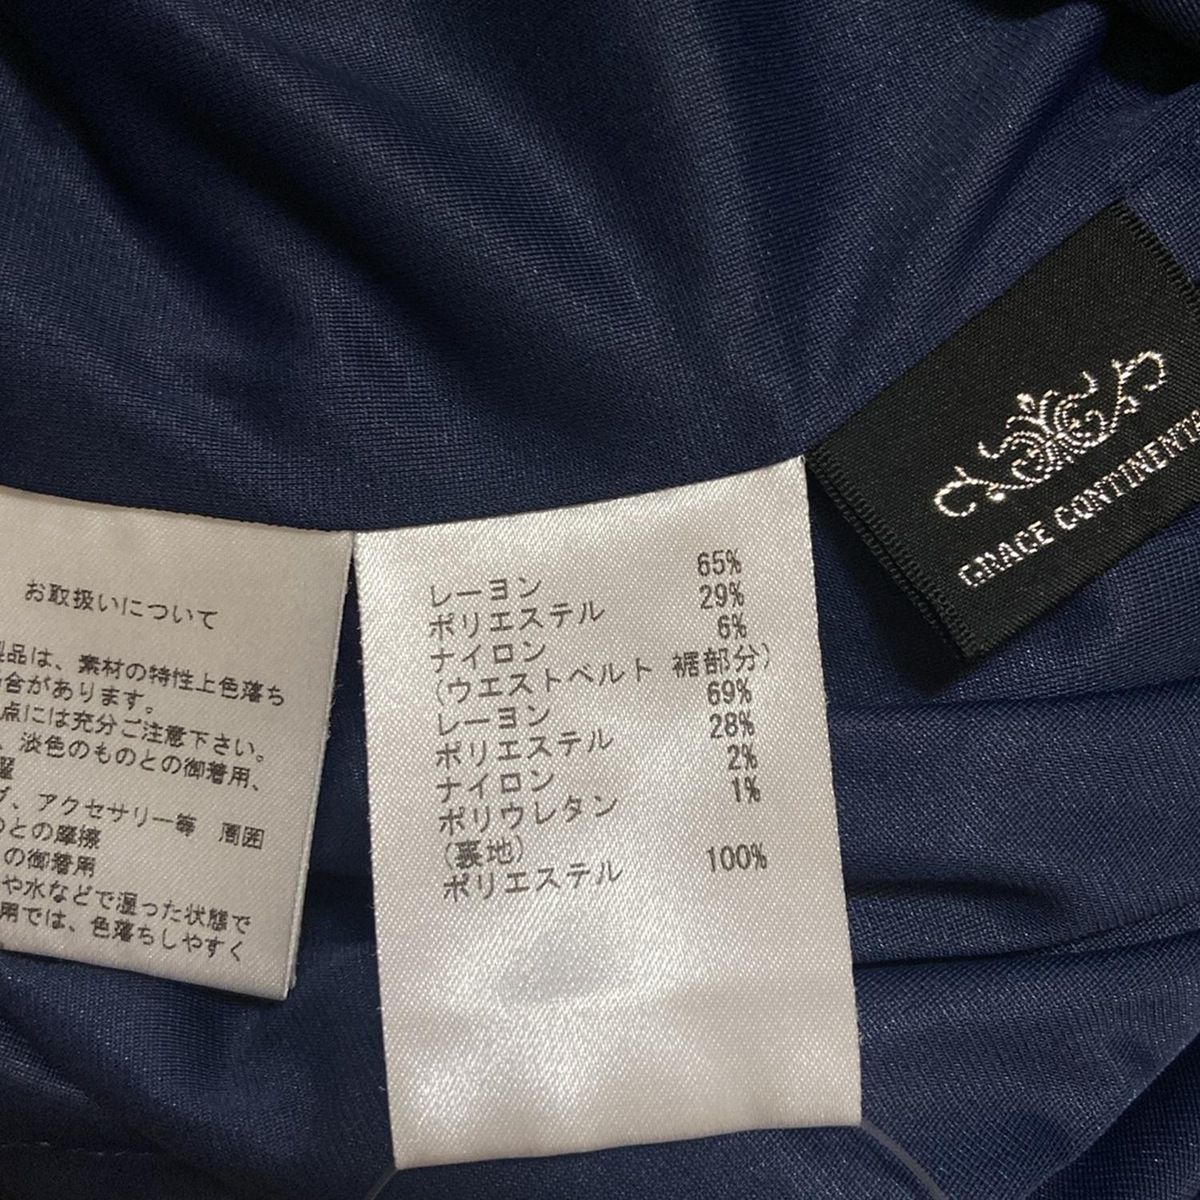 お取扱いについて
製品は、素材の特性上色落ち
場合があります。
点には充分ご注意下さい。
、淡色のものとの御着用、
濯
グ、アクセサリー等 周囲
のとの摩擦
の御着用
や水などで湿った状態で
用では、色落ちしやすく
レーヨン 65%
ポリエステル 29%
ナイロン 6%
(ウエストベルト 裾部分)
レーヨン 69%
ポリエステル 28%
ナイロン 2%
ポリウレタン 1%
(裏地)
ポリエステル 100%
GRACE CONTINENTA